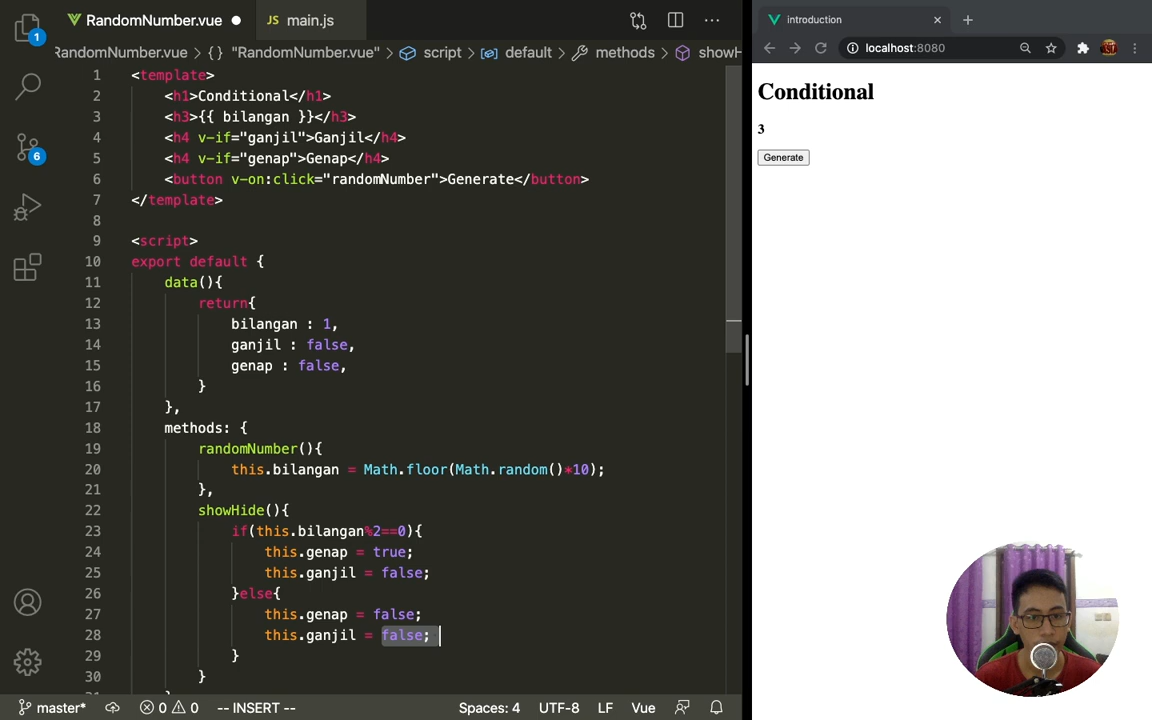 RandomNumber.vue
JS main.js
introduction
localhost:8080
RandomNumber.vue > {} "RandomNumber.vue" > script > default > methods > showH
1 <template>
2 <h1>Conditional</h1>
3 <h3>{{ bilangan }}</h3>
4 <h4 v-if="ganjil">Ganjil</h4>
5 <h4 v-if="genap">Genap</h4>
6 <button v-on:click="randomNumber">Generate</button>
7 </template>
8
9 <script>
10 export default {
11 data(){
12 return{
13 bilangan : 1,
14 ganjil : false,
15 genap : false,
16 }
17 },
18 methods: {
19 randomNumber(){
20 this.bilangan = Math.floor(Math.random()*10);
21 },
22 showHide(){
23 if(this.bilangan%2==0){
24 this.genap = true;
25 this.ganjil = false;
26 }else{
27 this.genap = false;
28 this.ganjil = false;
29 }
30 }
1
6
master*
0
0
-- INSERT --
Spaces: 4
UTF-8
LF
Vue
Conditional
3
Generate